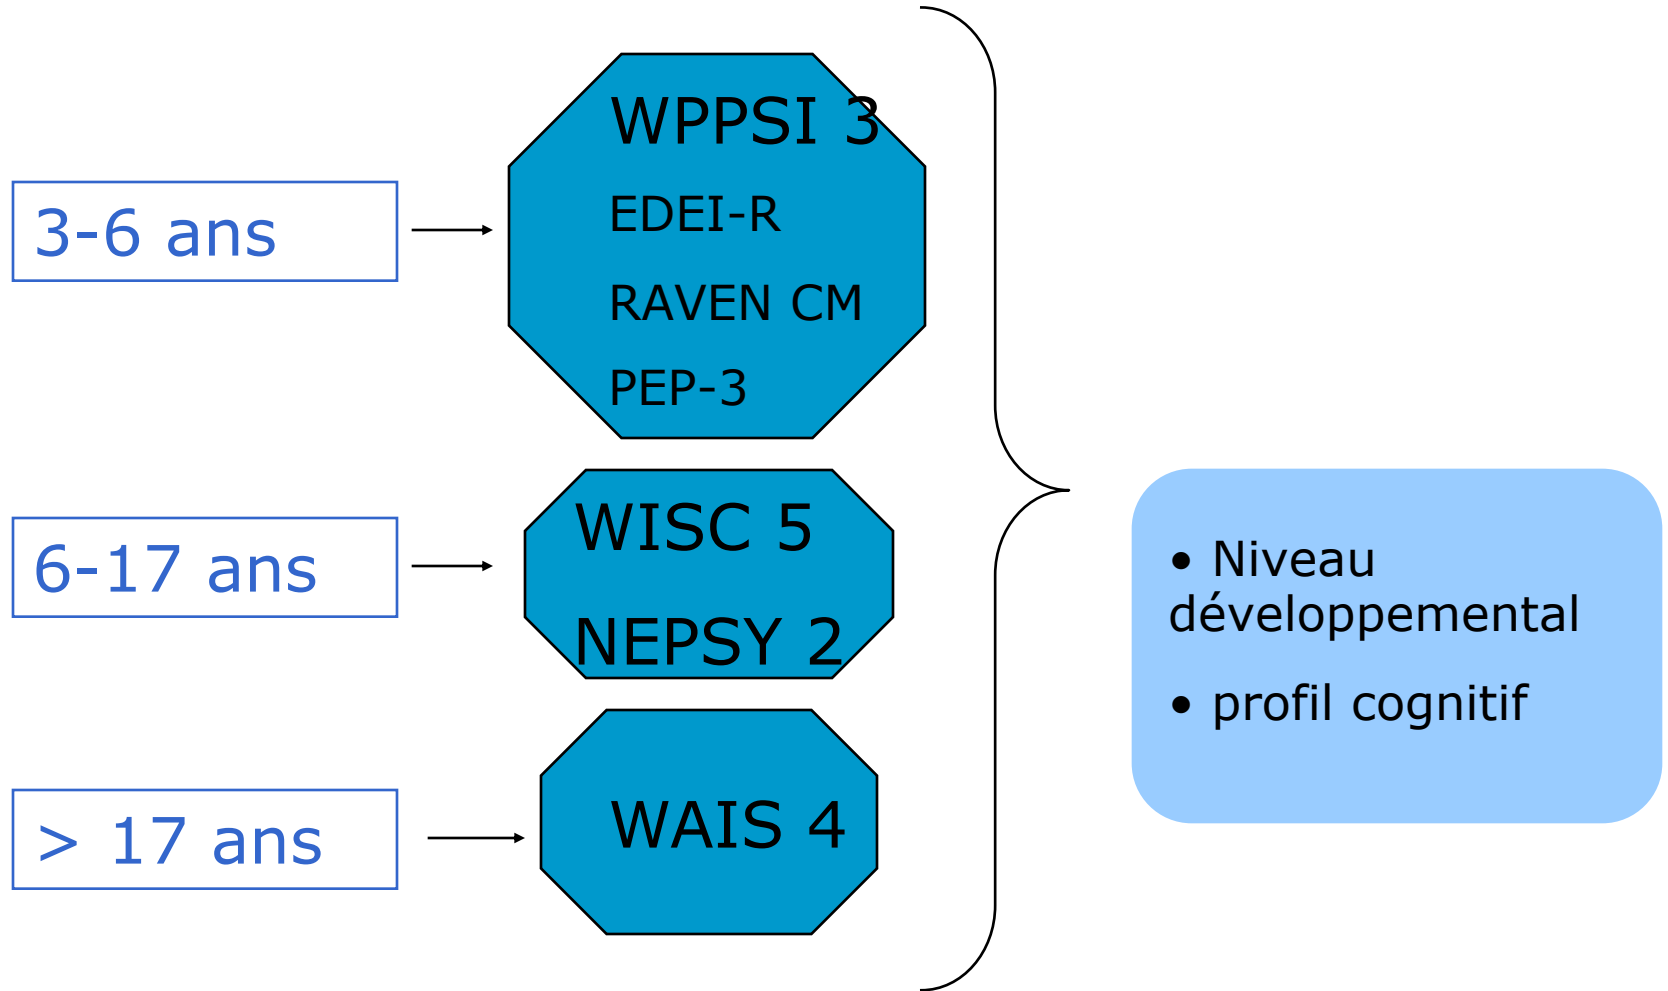 3-6 ans
WPPSI 3
EDEI-R
RAVEN CM
PEP-3
6-17 ans
WISC 5
NEPSY 2
> 17 ans
WAIS 4
• Niveau
développemental
• profil cognitif